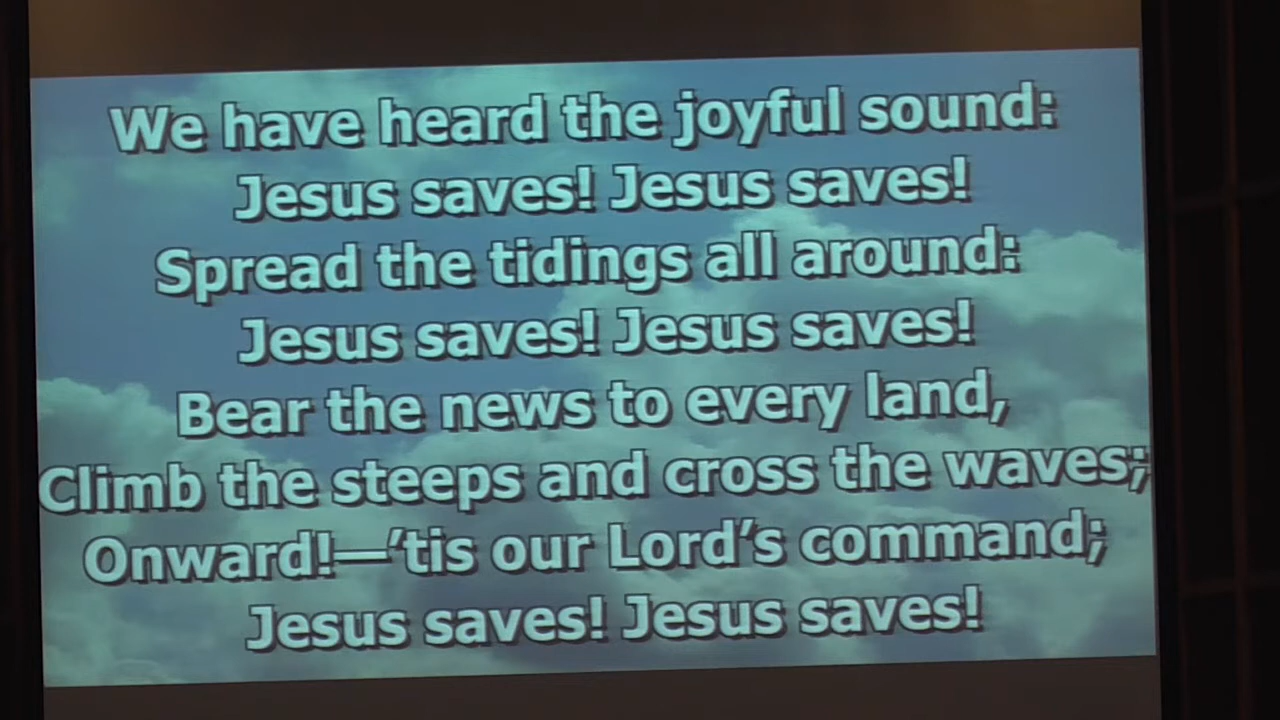 We have heard the joyful sound:
Jesus saves! Jesus saves!
Spread the tidings all around:
Jesus saves! Jesus saves!
Bear the news to every land,
Climb the steeps and cross the waves;
Onward!—’tis our Lord’s command;
Jesus saves! Jesus saves!